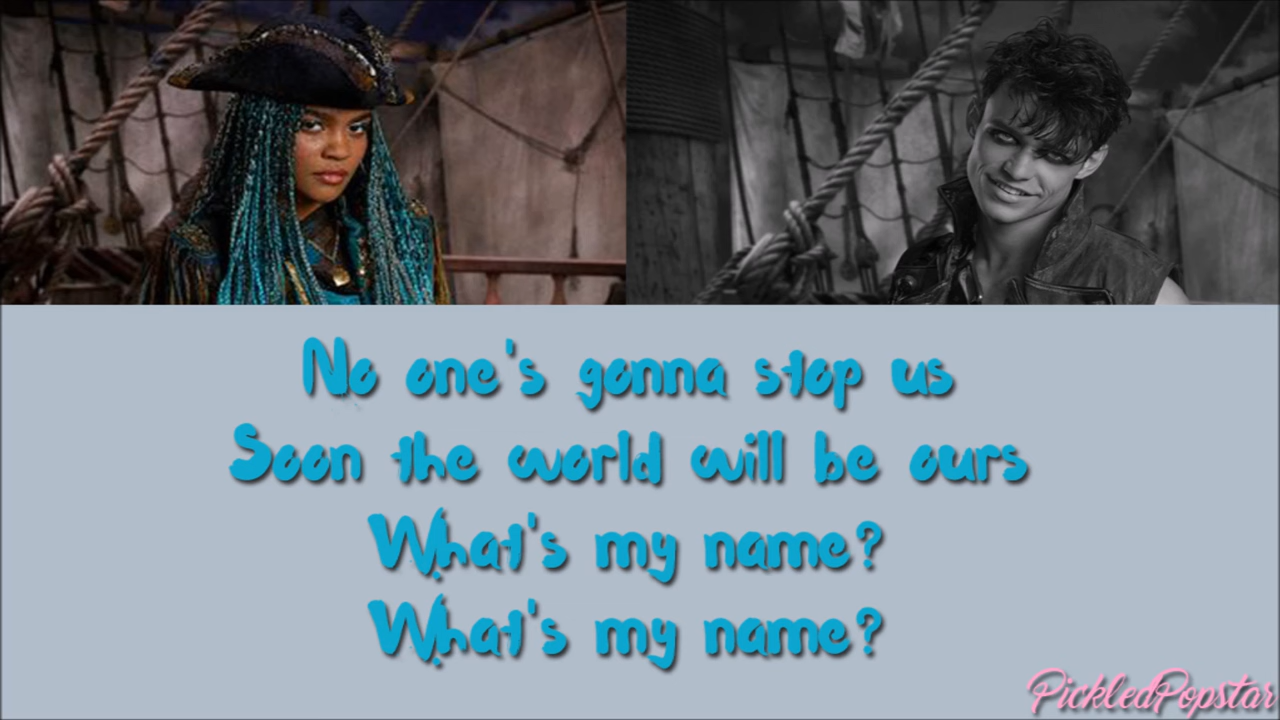 No one's gonna stop us
Soon the world will be ours
What's my name?
What's my name?
PickledPopstar